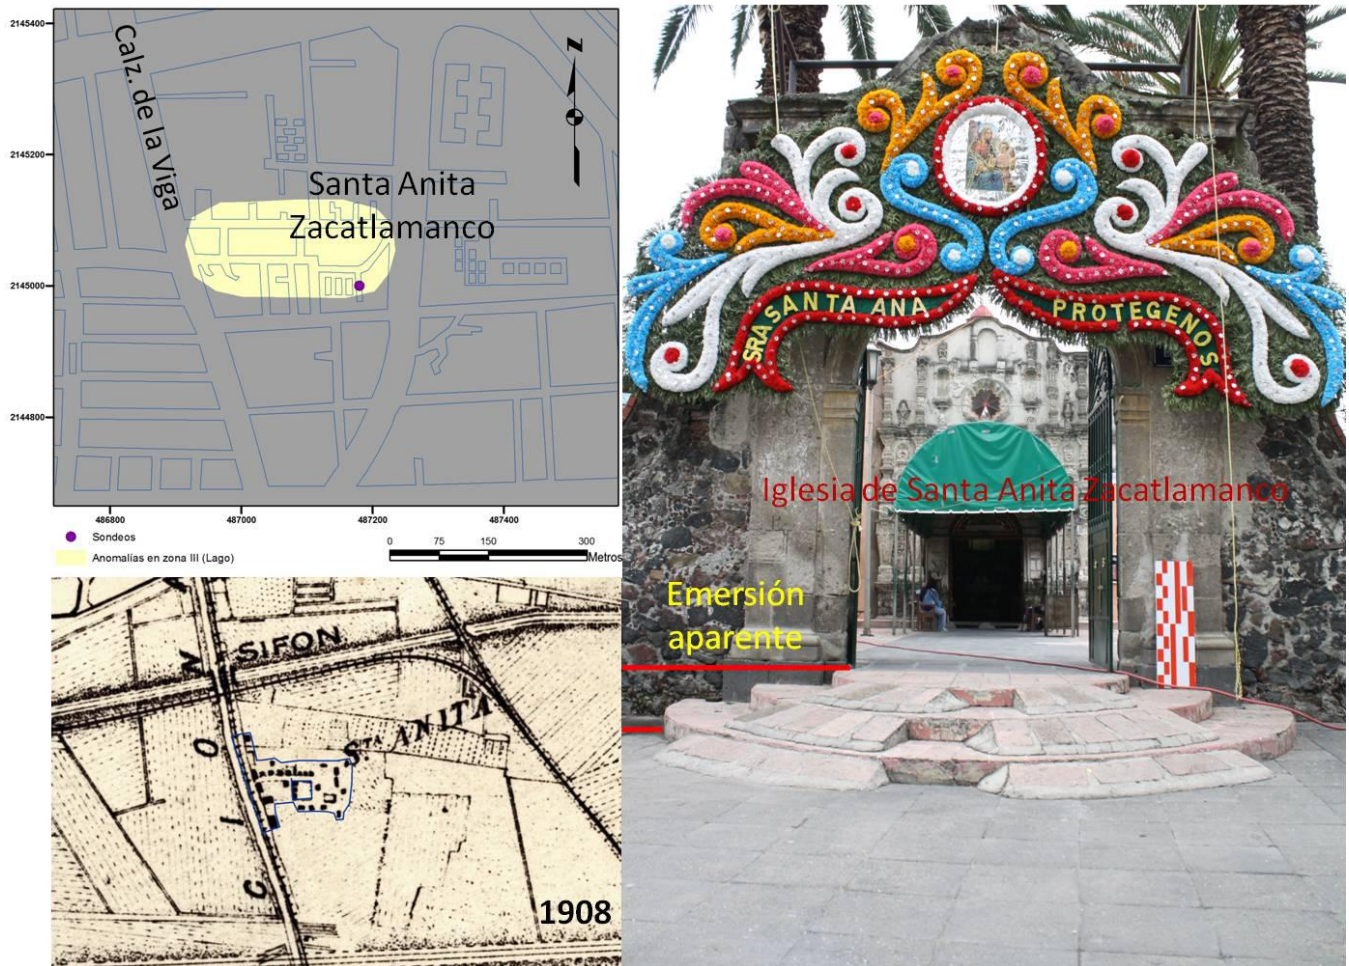 2145400
2145200
2145000
2144800
Calz. de la Viga
Z
Santa Anita
Zacatlamanco
486800
487000
487200
487400
Sondeos
Anomalías en zona III (Lago)
0
75
150
300
Metros
SIFON
STA ANITA
N
O
I
C
1908
SRA SANTA ANA
PROTÉGENOS
Iglesia de Santa Anita Zacatlamanco
Emersión
aparente